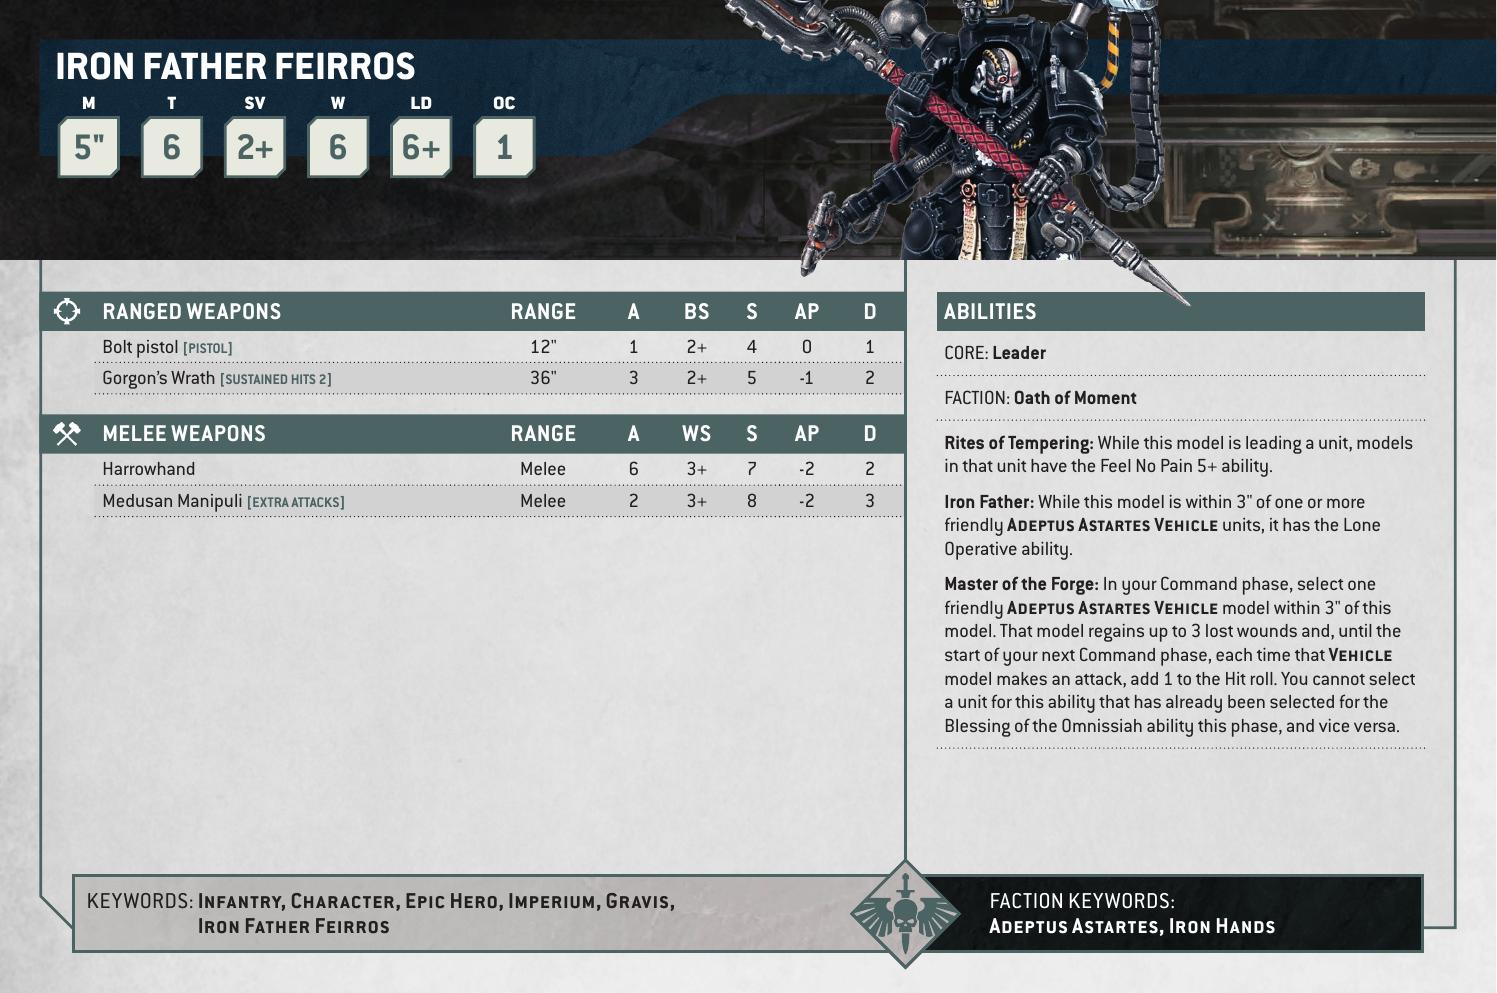 IRON FATHER FEIRROS
M T SV W LD OC
5" 6 2+ 6 6+ 1
RANGED WEAPONS RANGE A BS S AP D
Bolt pistol [PISTOL] 12" 1 2+ 4 0 1
Gorgon's Wrath [SUSTAINED HITS 2] 36" 3 2+ 5 -1 2
MELEE WEAPONS RANGE A WS S AP D
Harrowhand Melee 6 3+ 7 -2 2
Medusan Manipuli [EXTRA ATTACKS] Melee 2 3+ 8 -2 3
ABILITIES
CORE: Leader
FACTION: Oath of Moment
Rites of Tempering: While this model is leading a unit, models
in that unit have the Feel No Pain 5+ ability.
Iron Father: While this model is within 3" of one or more
friendly ADEPTUS ASTARTES VEHICLE units, it has the Lone
Operative ability.
Master of the Forge: In your Command phase, select one
friendly ADEPTUS ASTARTES VEHICLE model within 3" of this
model. That model regains up to 3 lost wounds and, until the
start of your next Command phase, each time that VEHICLE
model makes an attack, add 1 to the Hit roll. You cannot select
a unit for this ability that has already been selected for the
Blessing of the Omnissiah ability this phase, and vice versa.
KEYWORDS: INFANTRY, CHARACTER, EPIC HERO, IMPERIUM, GRAVIS,
IRON FATHER FEIRROS
FACTION KEYWORDS:
ADEPTUS ASTARTES, IRON HANDS